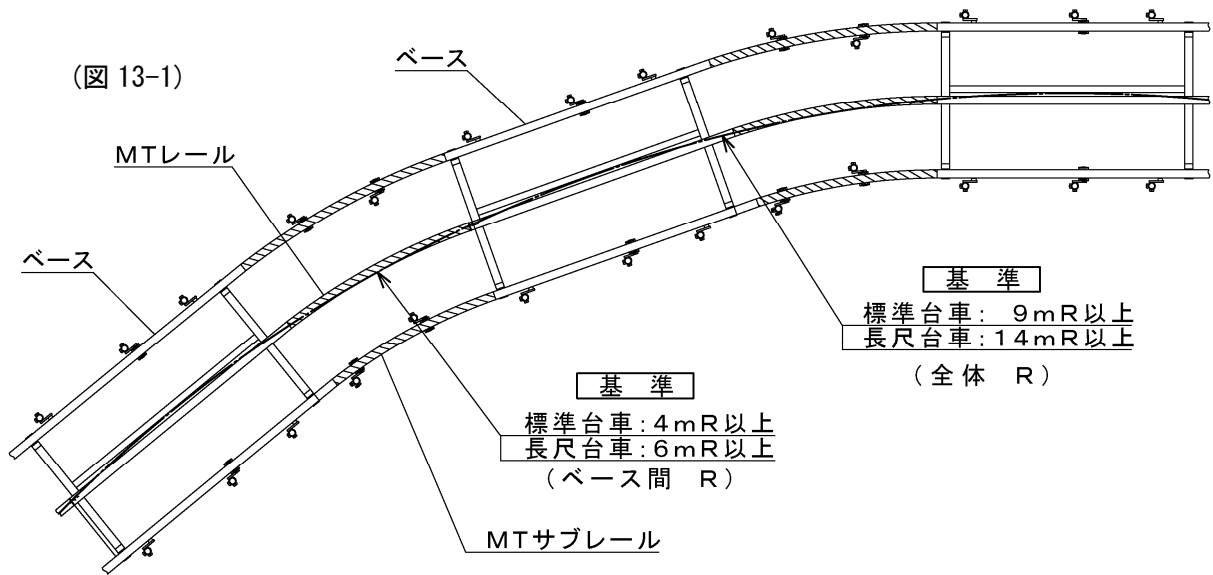 (図 13-1)
ベース
MTレール
ベース
基 準
標準台車: 9mR以上
長尺台車:14mR以上
(全体 R)
基 準
標準台車:4mR以上
長尺台車:6mR以上
(ベース間 R)
MTサブレール